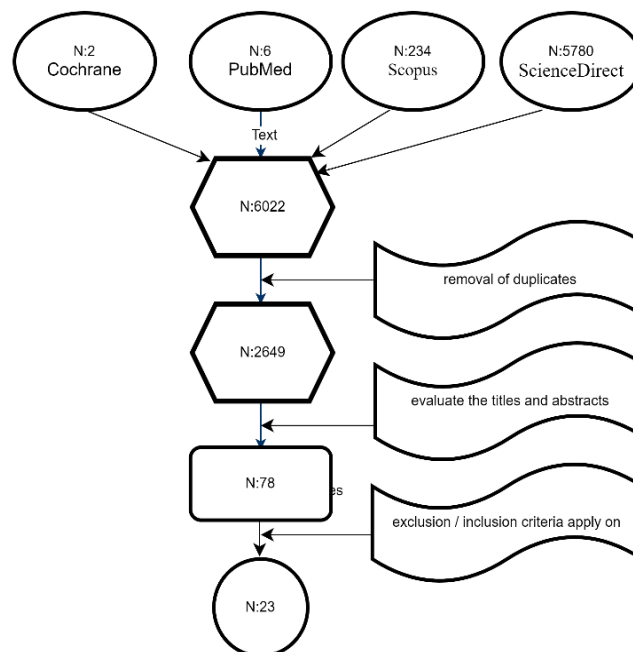 N:2
Cochrane
N:6
PubMed
N:234
Scopus
N:5780
ScienceDirect
Text
N:6022
removal of duplicates
N:2649
evaluate the titles and abstracts
N:78
es
exclusion / inclusion criteria apply on
N:23